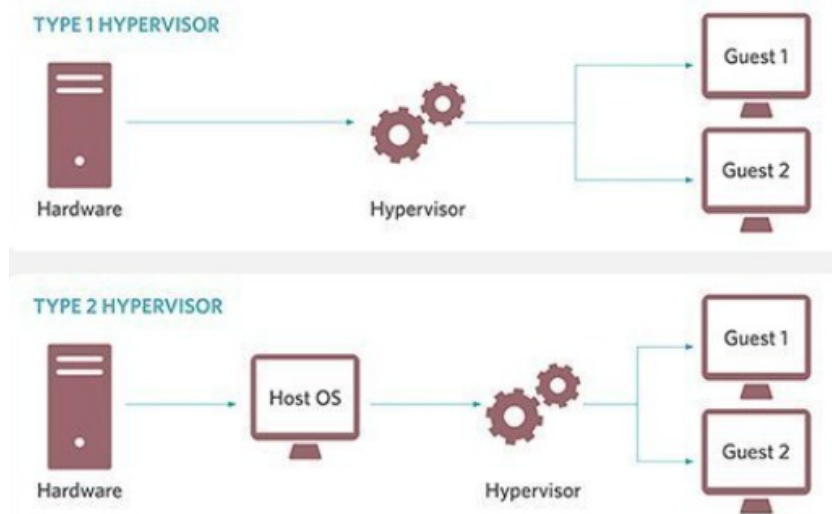 TYPE 1 HYPERVISOR
Guest 1
Guest 2
Hardware
Hypervisor
TYPE 2 HYPERVISOR
Guest 1
Host OS
Guest 2
Hardware
Hypervisor